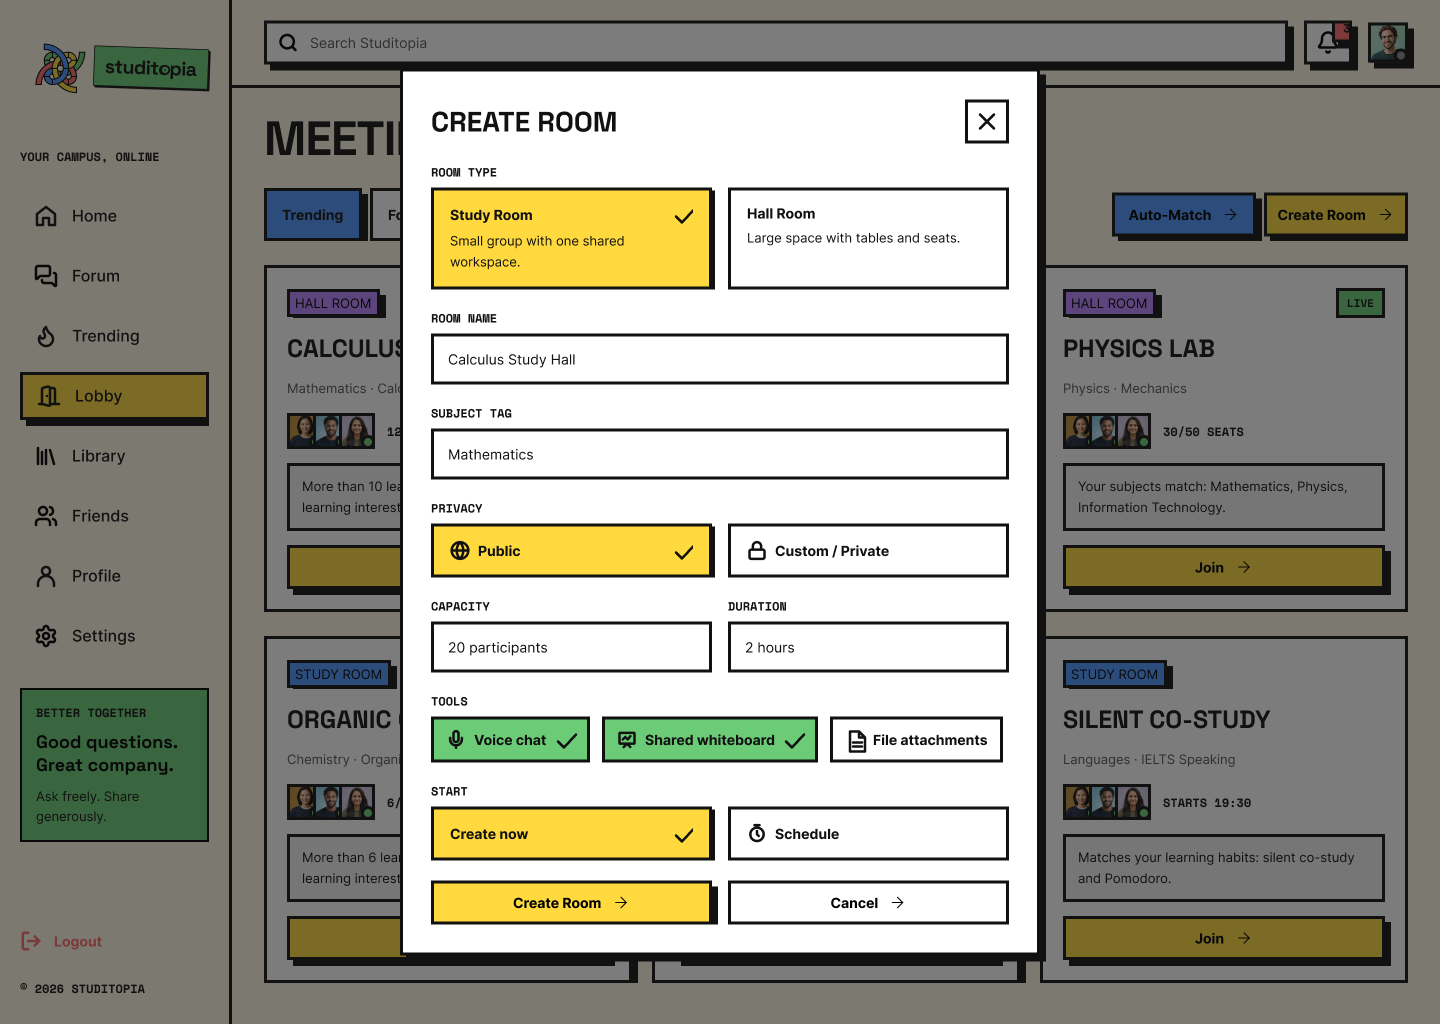 studitopia
YOUR CAMPUS, ONLINE
Home
Forum
Trending
Lobby
Library
Friends
Profile
Settings
BETTER TOGETHER
Good questions.
Great company.
Ask freely. Share
generously.
Logout
© 2026 STUDITOPIA
Search Studitopia
Trending
Auto-Match
Create Room
HALL ROOM
CALCULUS
Mathematics ·
More than 10
learning
STUDY ROOM
ORGANIC
Chemistry ·
More than 6
learning
HALL ROOM
LIVE
PHYSICS LAB
Physics · Mechanics
30/50 SEATS
Your subjects match: Mathematics, Physics,
Information Technology.
Join
STUDY ROOM
SILENT CO-STUDY
Languages · IELTS Speaking
STARTS 19:30
Matches your learning habits: silent co-study
and Pomodoro.
Join
CREATE ROOM
ROOM TYPE
Study Room
Small group with one shared
workspace.
Hall Room
Large space with tables and seats.
ROOM NAME
Calculus Study Hall
SUBJECT TAG
Mathematics
PRIVACY
Public
Custom / Private
CAPACITY
20 participants
DURATION
2 hours
TOOLS
Voice chat
Shared whiteboard
File attachments
START
Create now
Schedule
Create Room
Cancel